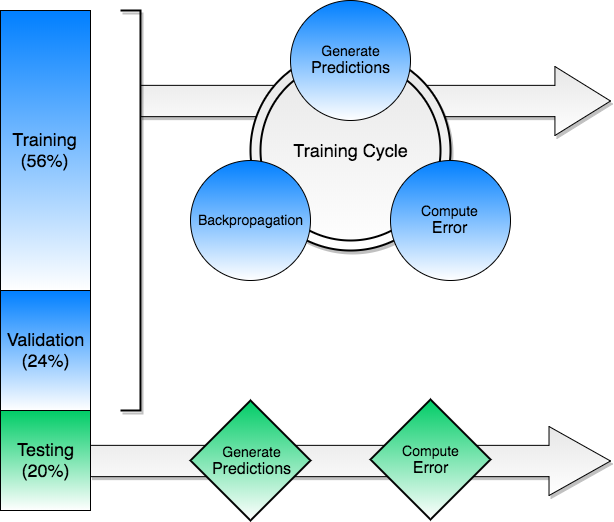 Training
(56%)
Validation
(24%)
Testing
(20%)
Generate
Predictions
Training Cycle
Backpropagation
Compute
Error
Generate
Predictions
Compute
Error